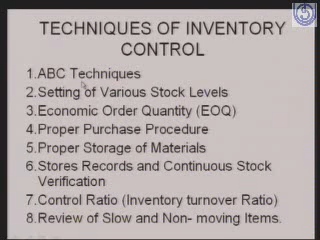 TECHNIQUES OF INVENTORY
CONTROL
1.ABC Techniques
2.Setting of Various Stock Levels
3.Economic Order Quantity (EOQ)
4.Proper Purchase Procedure
5.Proper Storage of Materials
6.Stores Records and Continuous Stock
Verification
7.Control Ratio (Inventory turnover Ratio)
8.Review of Slow and Non- moving Items.